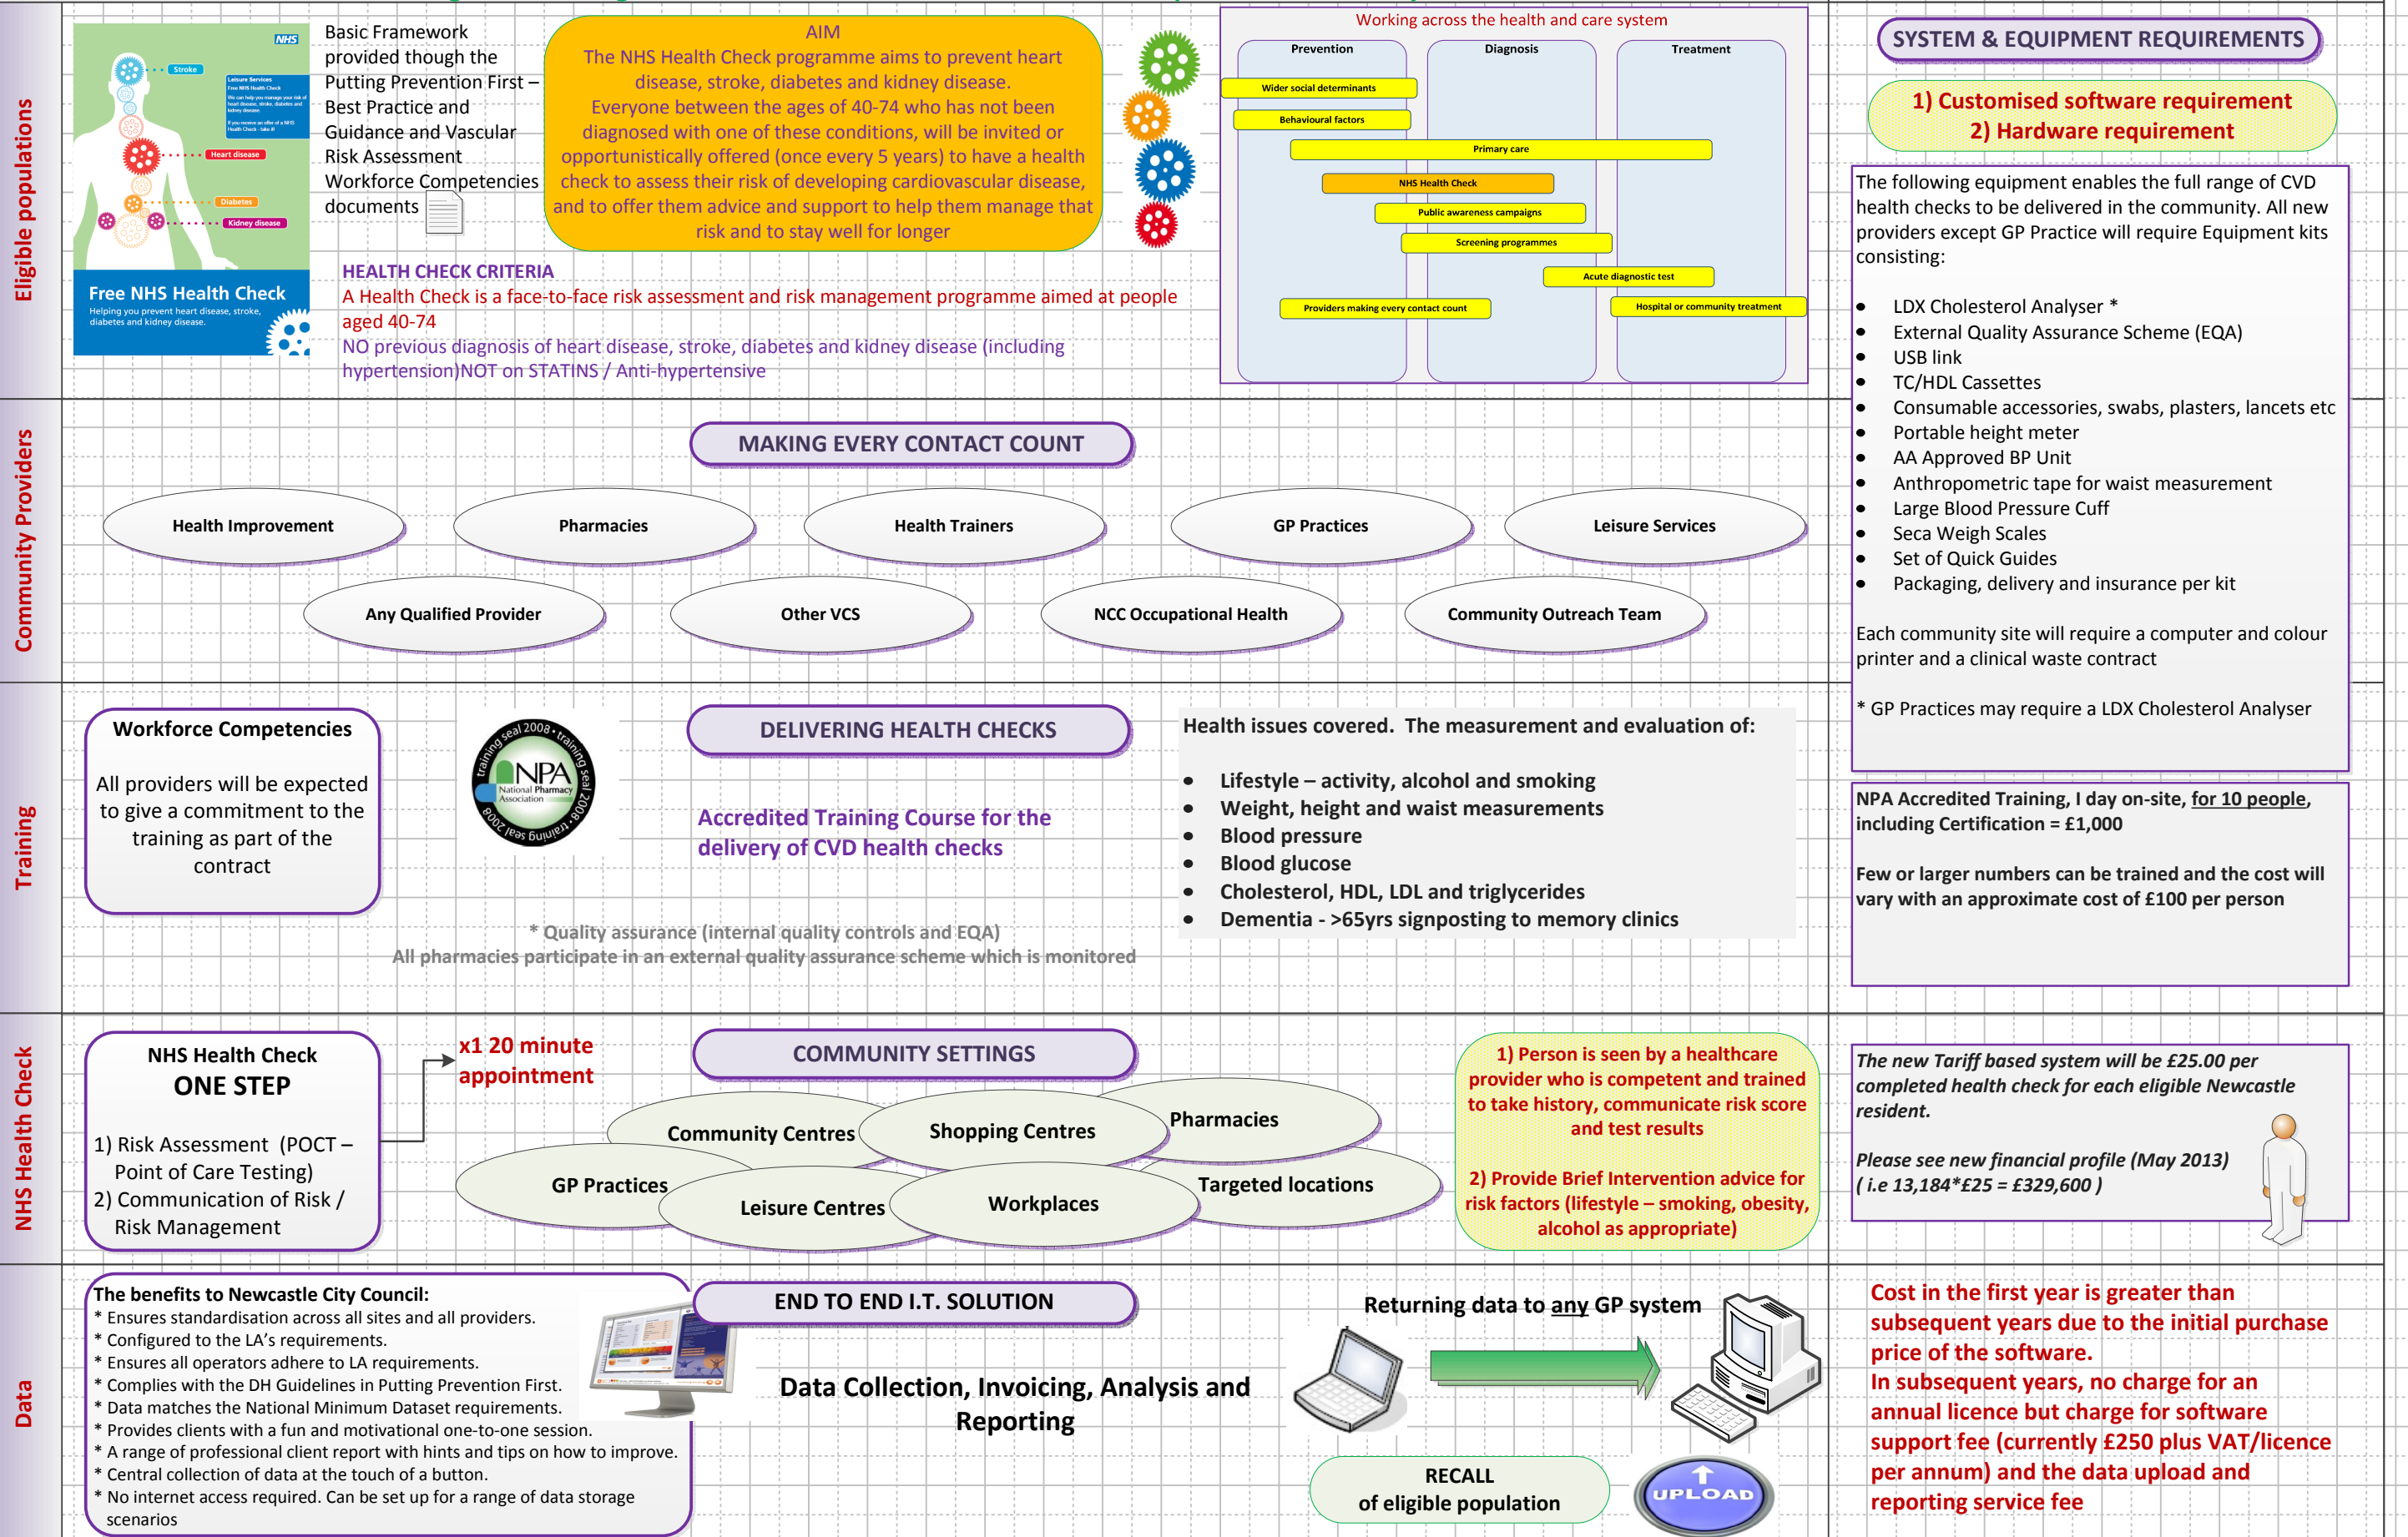 Eligible populations
NHS
Stroke
Leisure Services
Free NHS Health Check
We can help you manage your risk of
heart disease, stroke, diabetes and
kidney disease.
If you receive an offer of a NHS
Health Check - take it!
Heart disease
Diabetes
Kidney disease
Free NHS Health Check
Helping you prevent heart disease, stroke,
diabetes and kidney disease.
Basic Framework
provided though the
Putting Prevention First –
Best Practice and
Guidance and Vascular
Risk Assessment
Workforce Competencies
documents
AIM
The NHS Health Check programme aims to prevent heart
disease, stroke, diabetes and kidney disease.
Everyone between the ages of 40-74 who has not been
diagnosed with one of these conditions, will be invited or
opportunistically offered (once every 5 years) to have a health
check to assess their risk of developing cardiovascular disease,
and to offer them advice and support to help them manage that
risk and to stay well for longer
HEALTH CHECK CRITERIA
A Health Check is a face-to-face risk assessment and risk management programme aimed at people
aged 40-74
NO previous diagnosis of heart disease, stroke, diabetes and kidney disease (including
hypertension)NOT on STATINS / Anti-hypertensive
Working across the health and care system
Prevention
Diagnosis
Treatment
Wider social determinants
Behavioural factors
Primary care
NHS Health Check
Public awareness campaigns
Screening programmes
Acute diagnostic test
Providers making every contact count
Hospital or community treatment
SYSTEM & EQUIPMENT REQUIREMENTS
1) Customised software requirement
2) Hardware requirement
The following equipment enables the full range of CVD
health checks to be delivered in the community. All new
providers except GP Practice will require Equipment kits
consisting:
• LDX Cholesterol Analyser *
• External Quality Assurance Scheme (EQA)
• USB link
• TC/HDL Cassettes
• Consumable accessories, swabs, plasters, lancets etc
• Portable height meter
• AA Approved BP Unit
• Anthropometric tape for waist measurement
• Large Blood Pressure Cuff
• Seca Weigh Scales
• Set of Quick Guides
• Packaging, delivery and insurance per kit
Each community site will require a computer and colour
printer and a clinical waste contract
* GP Practices may require a LDX Cholesterol Analyser
Community Providers
MAKING EVERY CONTACT COUNT
Health Improvement
Pharmacies
Health Trainers
GP Practices
Leisure Services
Any Qualified Provider
Other VCS
NCC Occupational Health
Community Outreach Team
Training
Workforce Competencies
All providers will be expected
to give a commitment to the
training as part of the
contract
training seal 2008 • training seal 2008 • training seal 2008
NPA
National Pharmacy
Association
DELIVERING HEALTH CHECKS
Accredited Training Course for the
delivery of CVD health checks
* Quality assurance (internal quality controls and EQA)
All pharmacies participate in an external quality assurance scheme which is monitored
Health issues covered. The measurement and evaluation of:
• Lifestyle – activity, alcohol and smoking
• Weight, height and waist measurements
• Blood pressure
• Blood glucose
• Cholesterol, HDL, LDL and triglycerides
• Dementia - >65yrs signposting to memory clinics
NPA Accredited Training, I day on-site, for 10 people,
including Certification = £1,000
Few or larger numbers can be trained and the cost will
vary with an approximate cost of £100 per person
NHS Health Check
NHS Health Check
ONE STEP
1) Risk Assessment (POCT –
Point of Care Testing)
2) Communication of Risk /
Risk Management
x1 20 minute
appointment
COMMUNITY SETTINGS
Community Centres
Shopping Centres
Pharmacies
GP Practices
Leisure Centres
Workplaces
Targeted locations
1) Person is seen by a healthcare
provider who is competent and trained
to take history, communicate risk score
and test results
2) Provide Brief Intervention advice for
risk factors (lifestyle – smoking, obesity,
alcohol as appropriate)
The new Tariff based system will be £25.00 per
completed health check for each eligible Newcastle
resident.
Please see new financial profile (May 2013)
( i.e 13,184*£25 = £329,600 )
Data
The benefits to Newcastle City Council:
* Ensures standardisation across all sites and all providers.
* Configured to the LA's requirements.
* Ensures all operators adhere to LA requirements.
* Complies with the DH Guidelines in Putting Prevention First.
* Data matches the National Minimum Dataset requirements.
* Provides clients with a fun and motivational one-to-one session.
* A range of professional client report with hints and tips on how to improve.
* Central collection of data at the touch of a button.
* No internet access required. Can be set up for a range of data storage
scenarios
END TO END I.T. SOLUTION
Data Collection, Invoicing, Analysis and
Reporting
Returning data to any GP system
RECALL
of eligible population
UPLOAD
Cost in the first year is greater than
subsequent years due to the initial purchase
price of the software.
In subsequent years, no charge for an
annual licence but charge for software
support fee (currently £250 plus VAT/licence
per annum) and the data upload and
reporting service fee